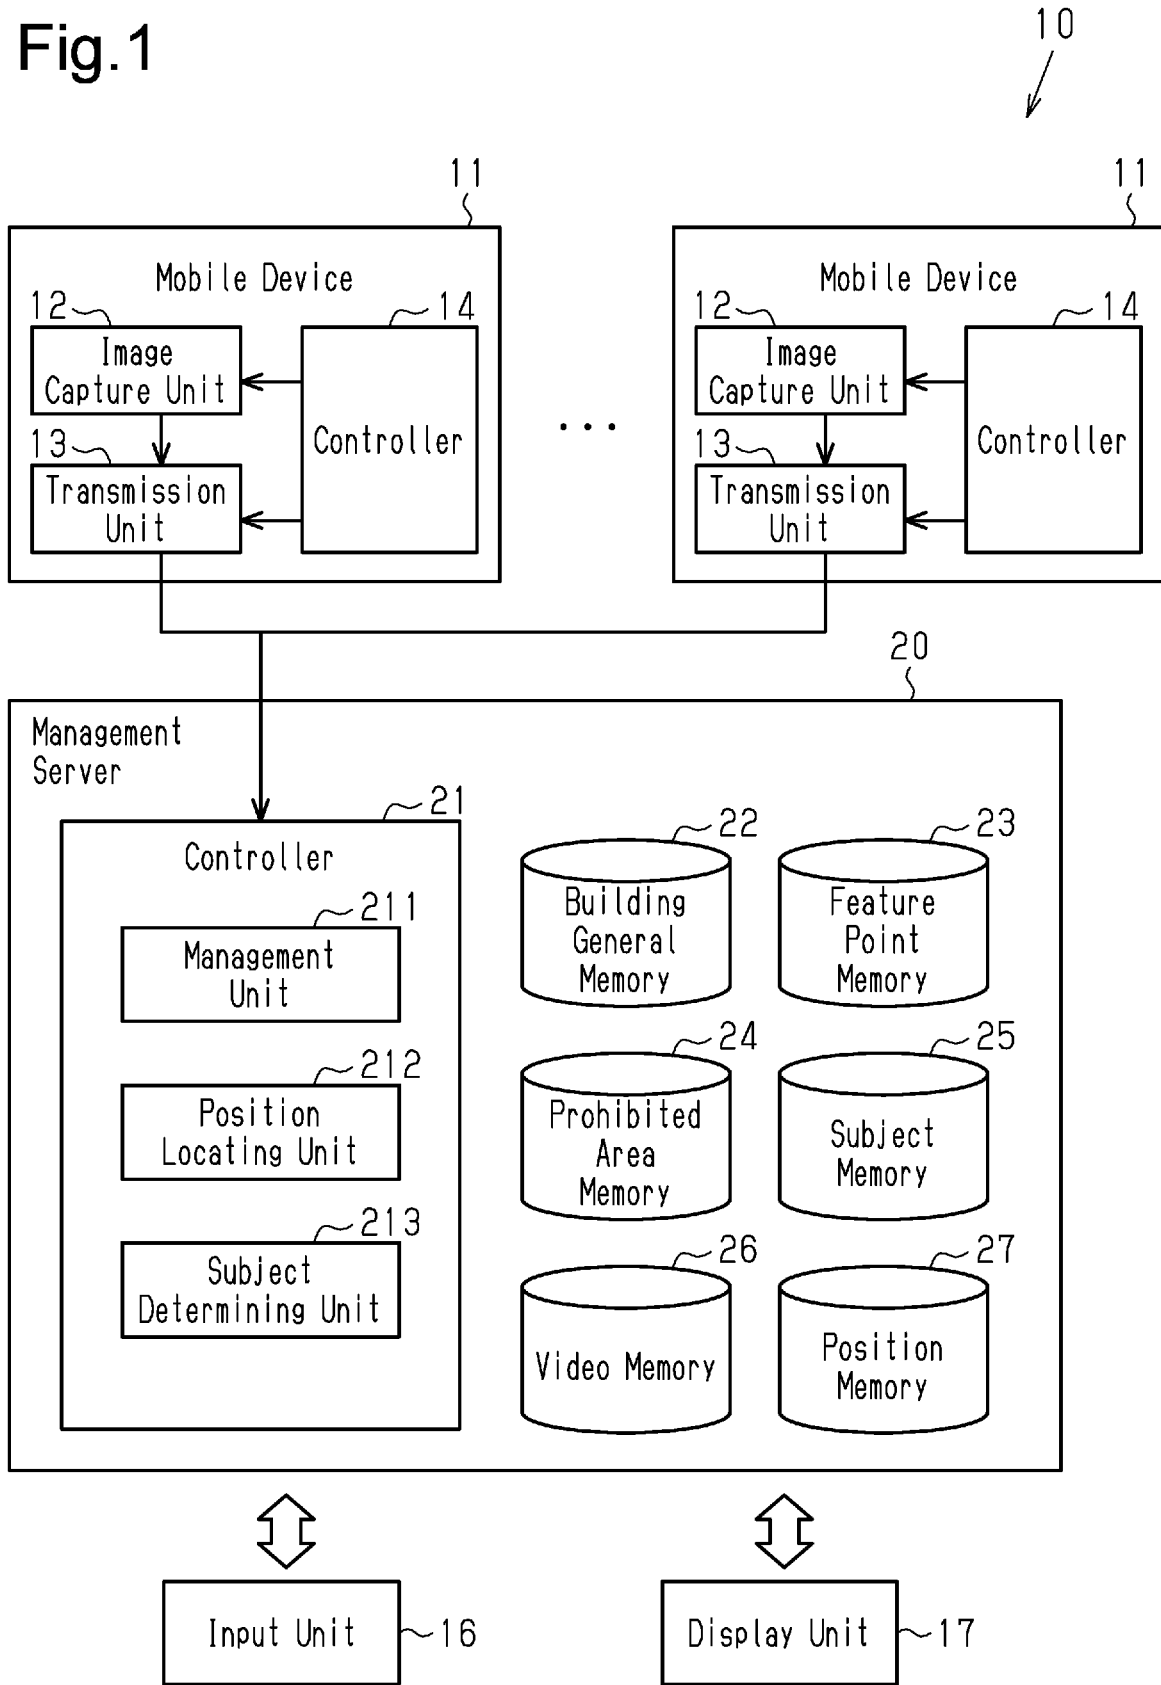 Fig.1
10
11
11
Mobile Device
Mobile Device
12
14
12
14
Image
Capture Unit
Image
Capture Unit
Controller
Controller
...
13
13
Transmission
Unit
Transmission
Unit
20
Management
Server
21
Controller
211
Management
Unit
212
Position
Locating Unit
213
Subject
Determining Unit
22
Building
General
Memory
23
Feature
Point
Memory
24
Prohibited
Area
Memory
25
Subject
Memory
26
Video Memory
27
Position
Memory
Input Unit
16
Display Unit
17